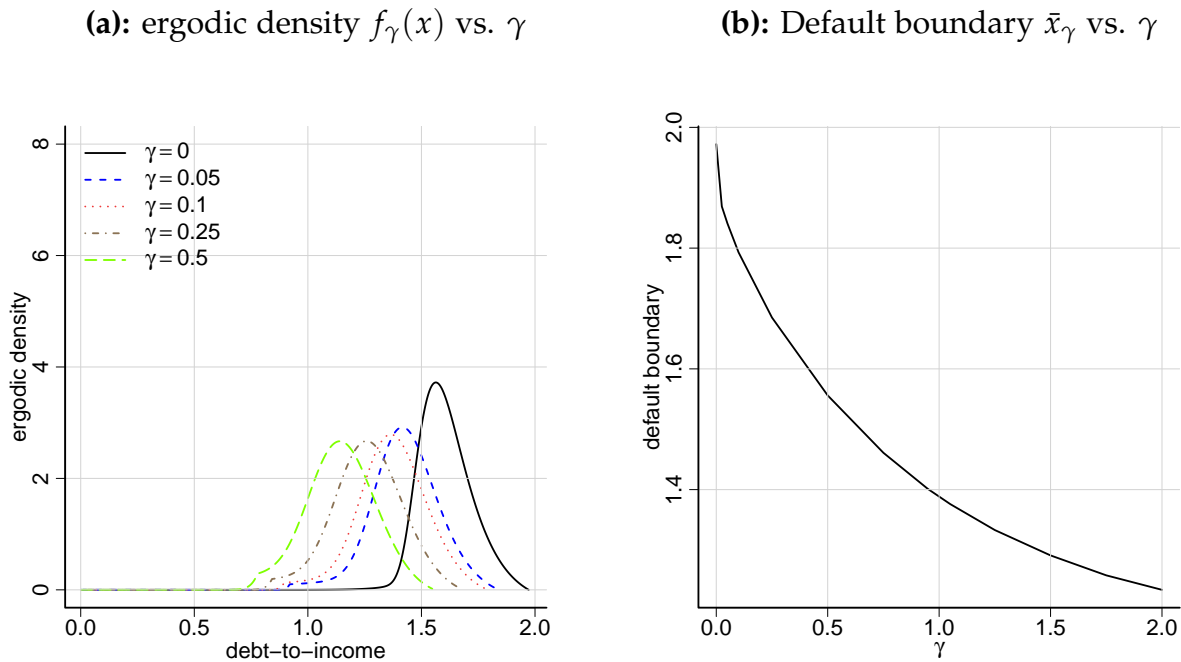 (a): ergodic density fγ(x) vs. γ
(b): Default boundary x̄γ vs. γ
ergodic density
0
2
4
6
8
γ = 0
γ = 0.05
γ = 0.1
γ = 0.25
γ = 0.5
0.0 0.5 1.0 1.5 2.0
debt−to−income
default boundary
1.4
1.6
1.8
2.0
0.0 0.5 1.0 1.5 2.0
γ